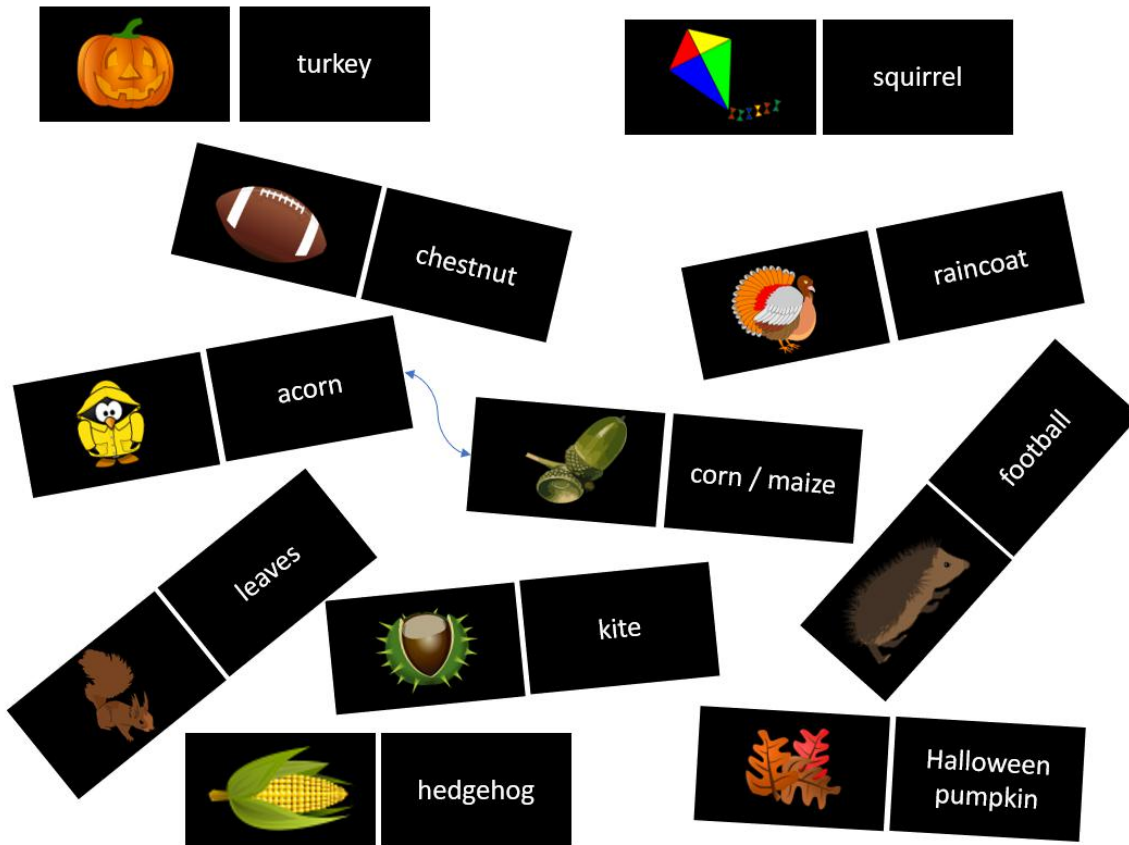 turkey
squirrel
chestnut
raincoat
acorn
corn / maize
football
leaves
kite
hedgehog
Halloween
pumpkin